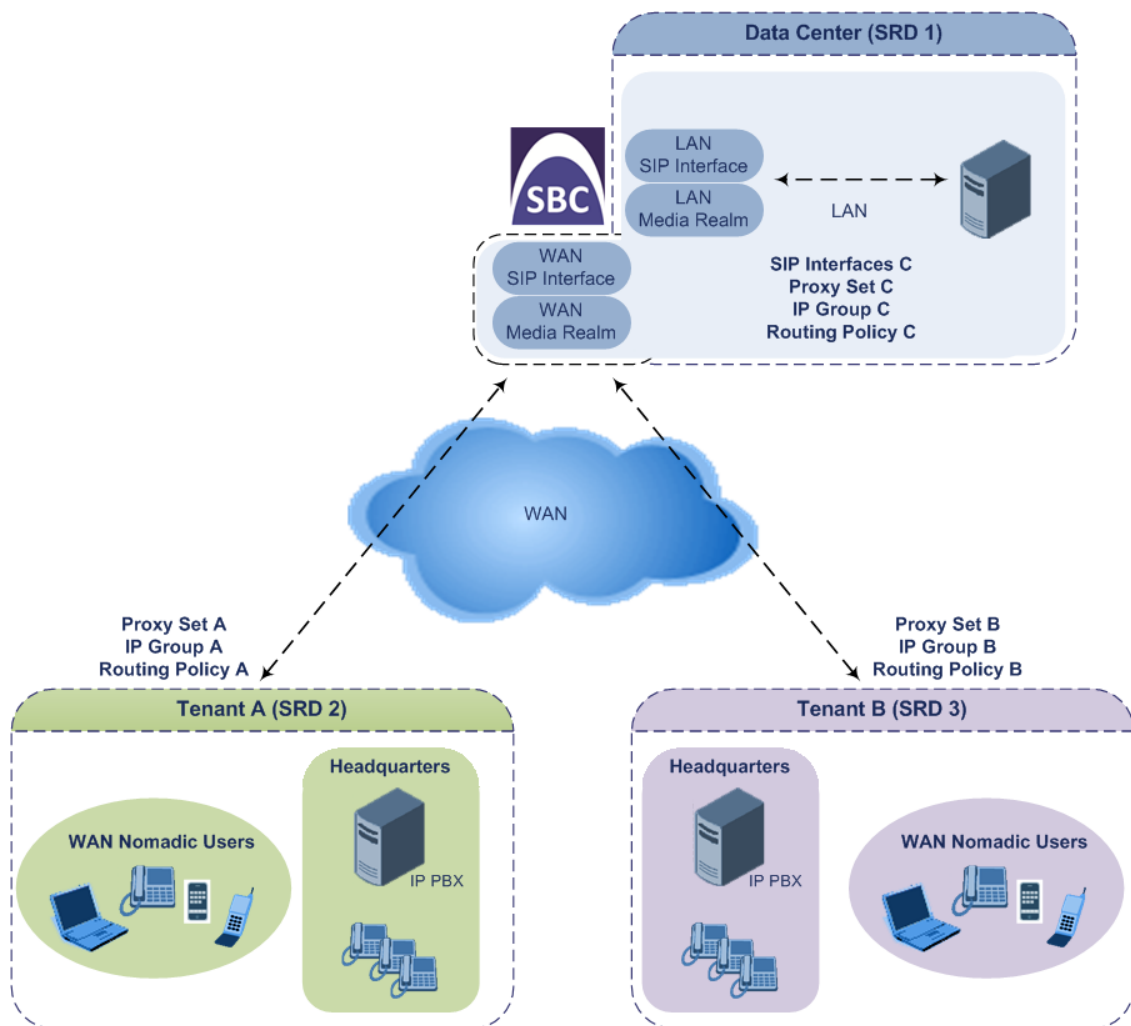 Data Center (SRD 1)
LAN
SIP Interface
LAN
Media Realm
LAN
SBC
WAN
SIP Interface
WAN
Media Realm
SIP Interfaces C
Proxy Set C
IP Group C
Routing Policy C
WAN
Proxy Set A
IP Group A
Routing Policy A
Proxy Set B
IP Group B
Routing Policy B
Tenant A (SRD 2)
WAN Nomadic Users
Headquarters
IP PBX
Tenant B (SRD 3)
Headquarters
IP PBX
WAN Nomadic Users